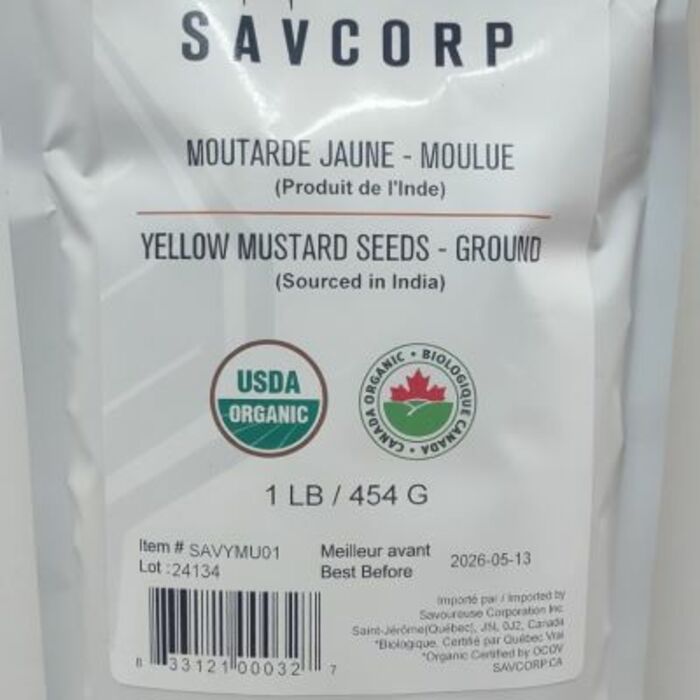 SAVCORP
MOUTARDE JAUNE - MOULUE
(Produit de l'Inde)
YELLOW MUSTARD SEEDS - GROUND
(Sourced in India)
USDA
ORGANIC
CANADA ORGANIC • BIOLOGIQUE CANADA •
1 LB / 454 G
Item # SAVYMU01
Lot :24134
Meilleur avant
Best Before
2026-05-13
Importé par / Imported by
Savoureuse Corporation Inc.
Saint-Jérôme(Québec), J5L 0J2, Canada
*Biologique, Certifié par Québec Vrai
*Organic Certified by OCQV
SAVCORP.CA
8 33121 00032 7